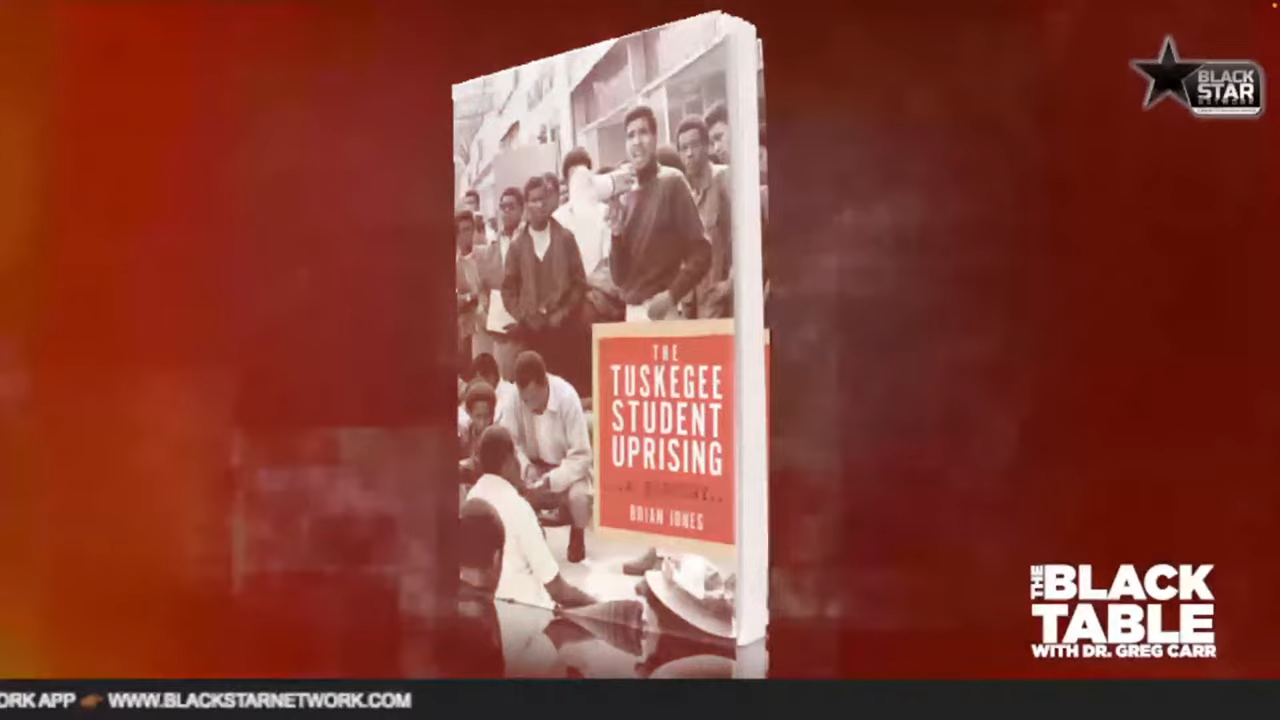 BLACK
STAR
NETWORK
THE
TUSKEGEE
STUDENT
UPRISING
BRIAN JONES
THE BLACK
TABLE
WITH DR. GREG CARR
ORK APP WWW.BLACKSTARNETWORK.COM